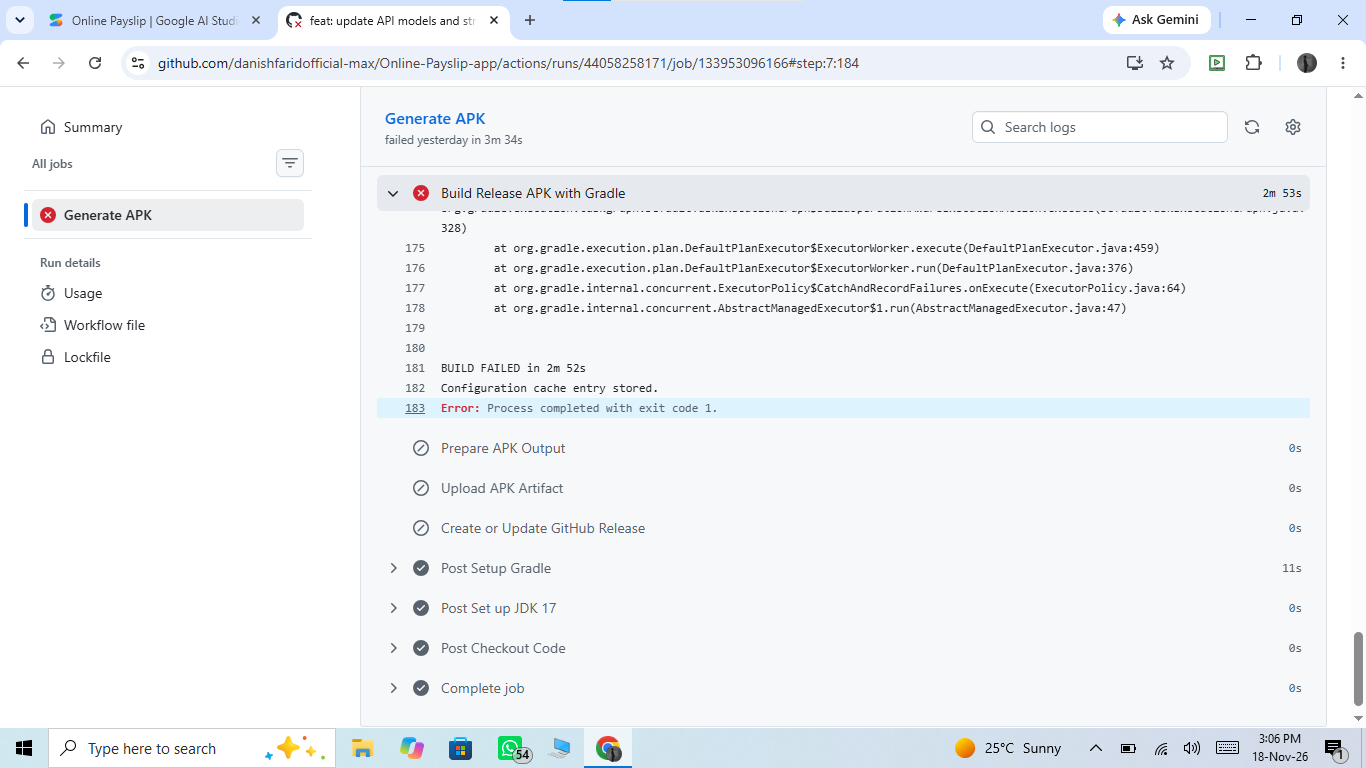 Online Payslip | Google AI Studi
feat: update API models and str
Ask Gemini
github.com/danishfaridofficial-max/Online-Payslip-app/actions/runs/44058258171/job/133953096166#step:7:184
Summary
All jobs
Generate APK
Run details
Usage
Workflow file
Lockfile
Generate APK
failed yesterday in 3m 34s
Search logs
Build Release APK with Gradle 2m 53s
328)
175 at org.gradle.execution.plan.DefaultPlanExecutor$ExecutorWorker.execute(DefaultPlanExecutor.java:459)
176 at org.gradle.execution.plan.DefaultPlanExecutor$ExecutorWorker.run(DefaultPlanExecutor.java:376)
177 at org.gradle.internal.concurrent.ExecutorPolicy$CatchAndRecordFailures.onExecute(ExecutorPolicy.java:64)
178 at org.gradle.internal.concurrent.AbstractManagedExecutor$1.run(AbstractManagedExecutor.java:47)
179
180
181 BUILD FAILED in 2m 52s
182 Configuration cache entry stored.
183 Error: Process completed with exit code 1.
Prepare APK Output 0s
Upload APK Artifact 0s
Create or Update GitHub Release 0s
Post Setup Gradle 11s
Post Set up JDK 17 0s
Post Checkout Code 0s
Complete job 0s
Type here to search
54
25°C Sunny
3:06 PM
18-Nov-26
1